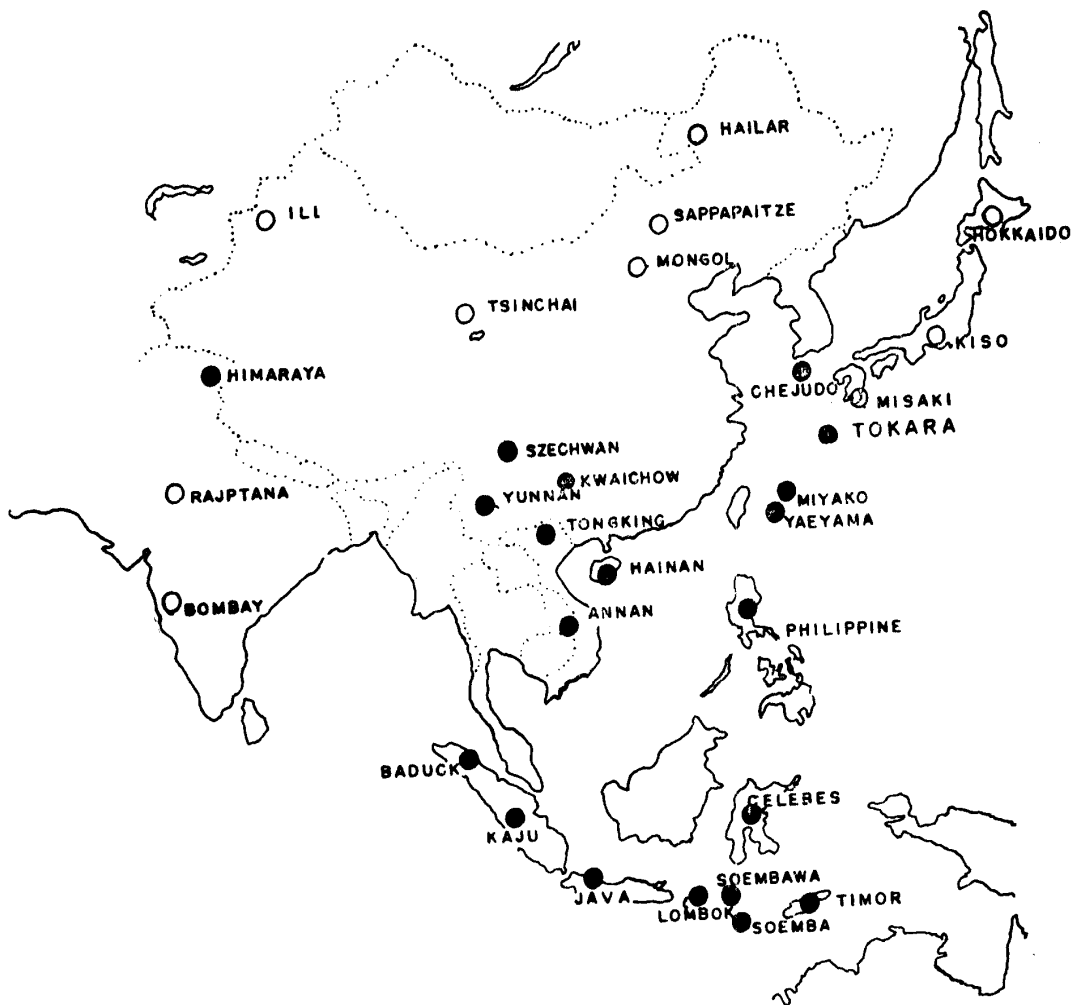 HAILAR
ILI
SAPPAPAITZE
SHOKKAIDO
MONGOL
TSINCHAI
KISO
HIMARAYA
CHEJUDO
MISAKI
TOKARA
SZECHWAN
KWAICHOW
RAJPTANA
YUNNAN
MIYAKO
YAEYAMA
TONGKING
HAINAN
BOMBAY
ANNAN
PHILIPPINE
BADUCK
CELEBES
KAJU
SOEMBAWA
JAVA
LOMBOK
TIMOR
SOEMBA